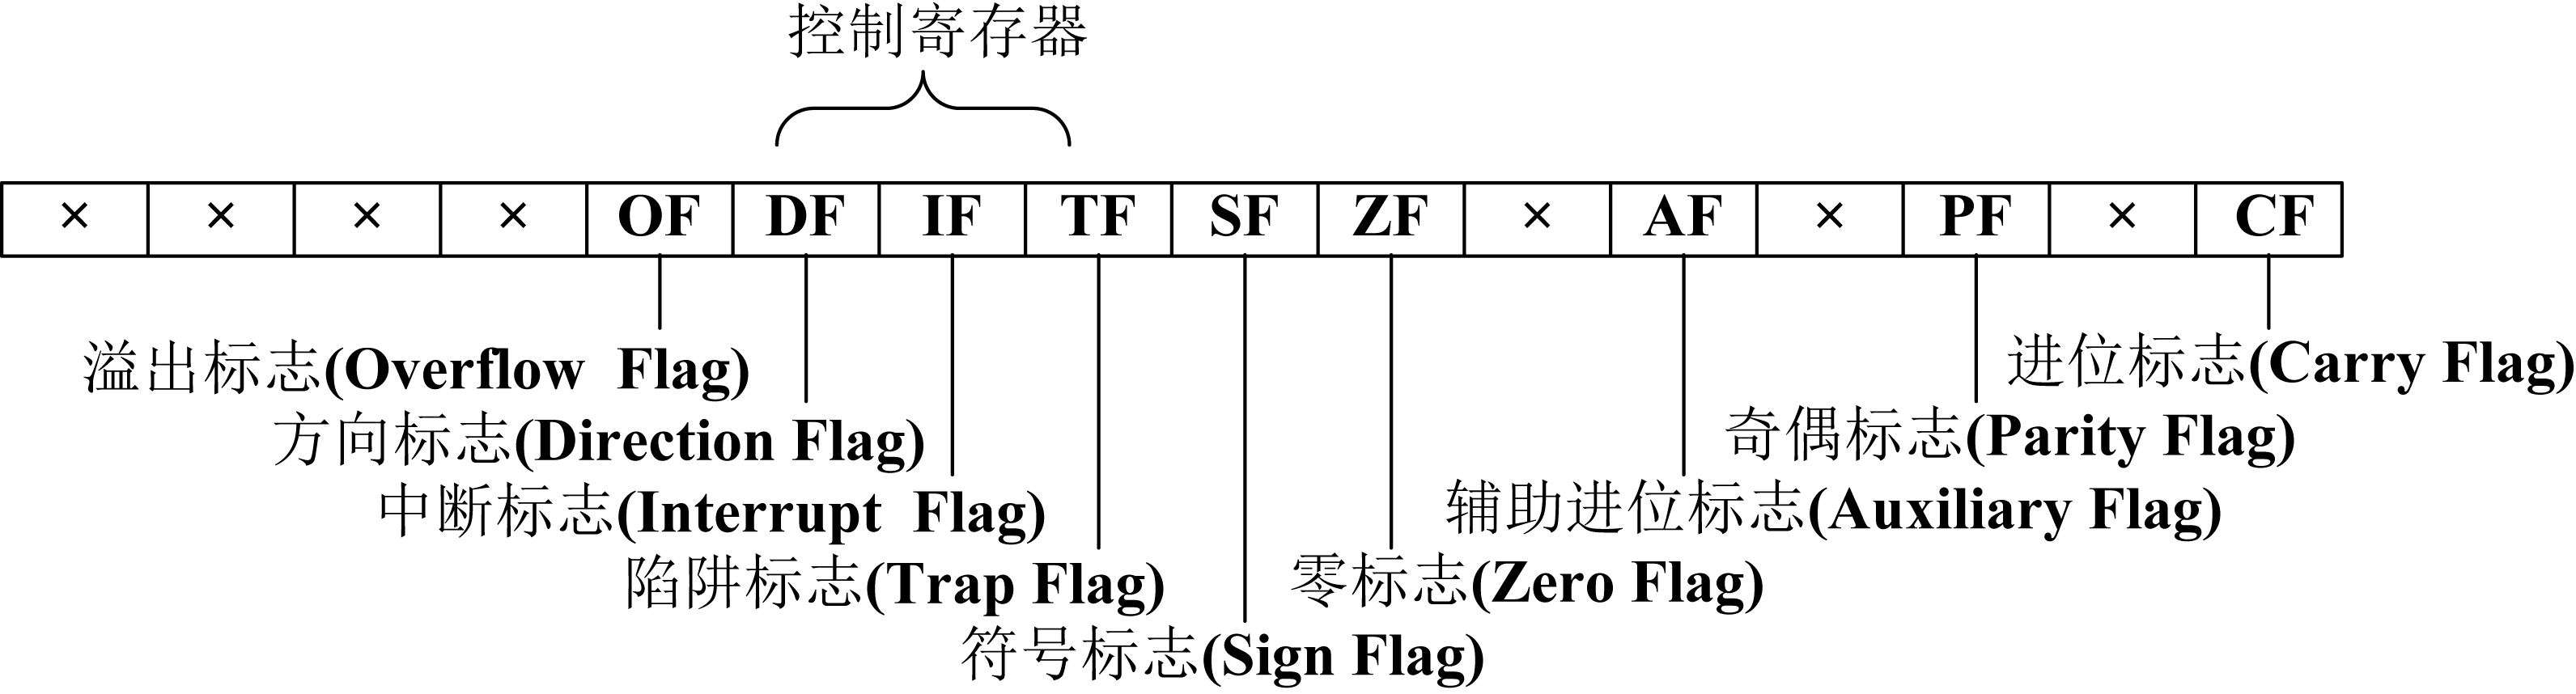 控制寄存器
× × × × OF DF IF TF SF ZF × AF × PF × CF
溢出标志(Overflow Flag)
进位标志(Carry Flag)
方向标志(Direction Flag)
奇偶标志(Parity Flag)
中断标志(Interrupt Flag)
辅助进位标志(Auxiliary Flag)
陷阱标志(Trap Flag)
零标志(Zero Flag)
符号标志(Sign Flag)